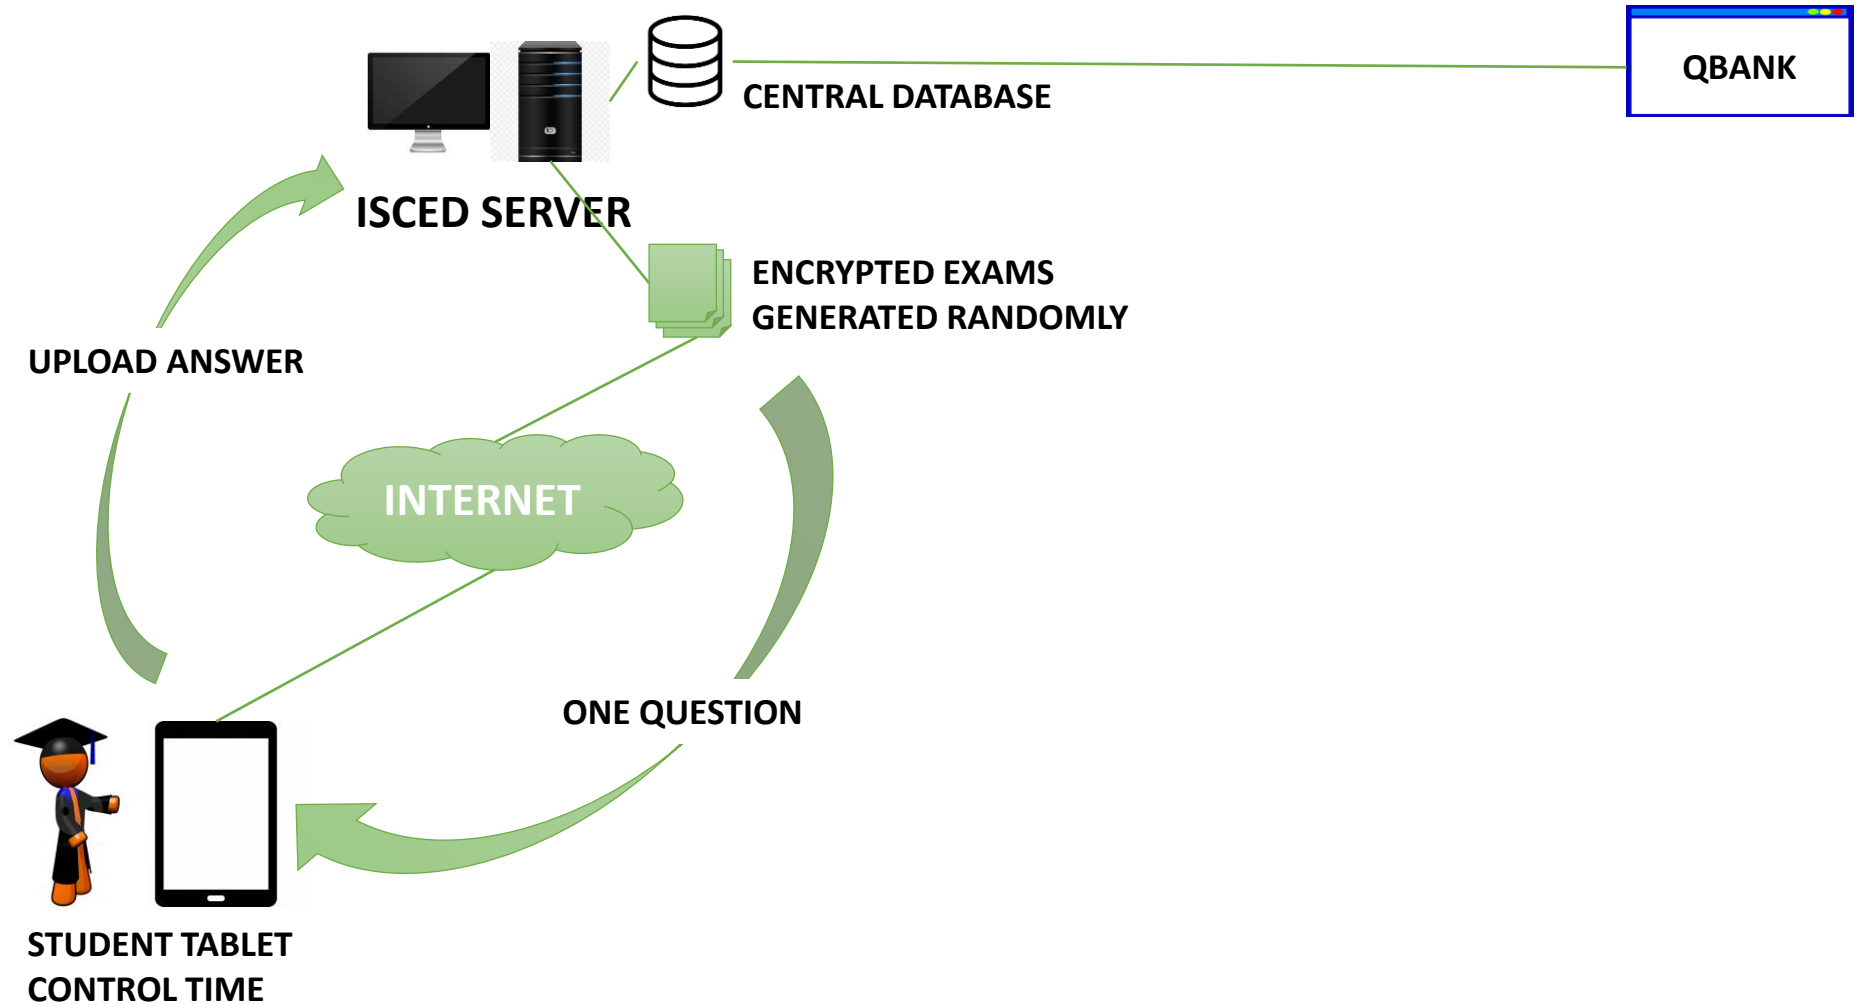 QBANK
CENTRAL DATABASE
ISCED SERVER
ENCRYPTED EXAMS
GENERATED RANDOMLY
UPLOAD ANSWER
INTERNET
ONE QUESTION
STUDENT TABLET
CONTROL TIME